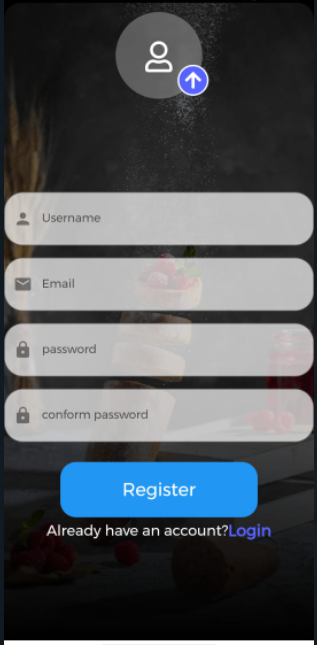 Username
Email
password
conform password
Register
Already have an account?Login